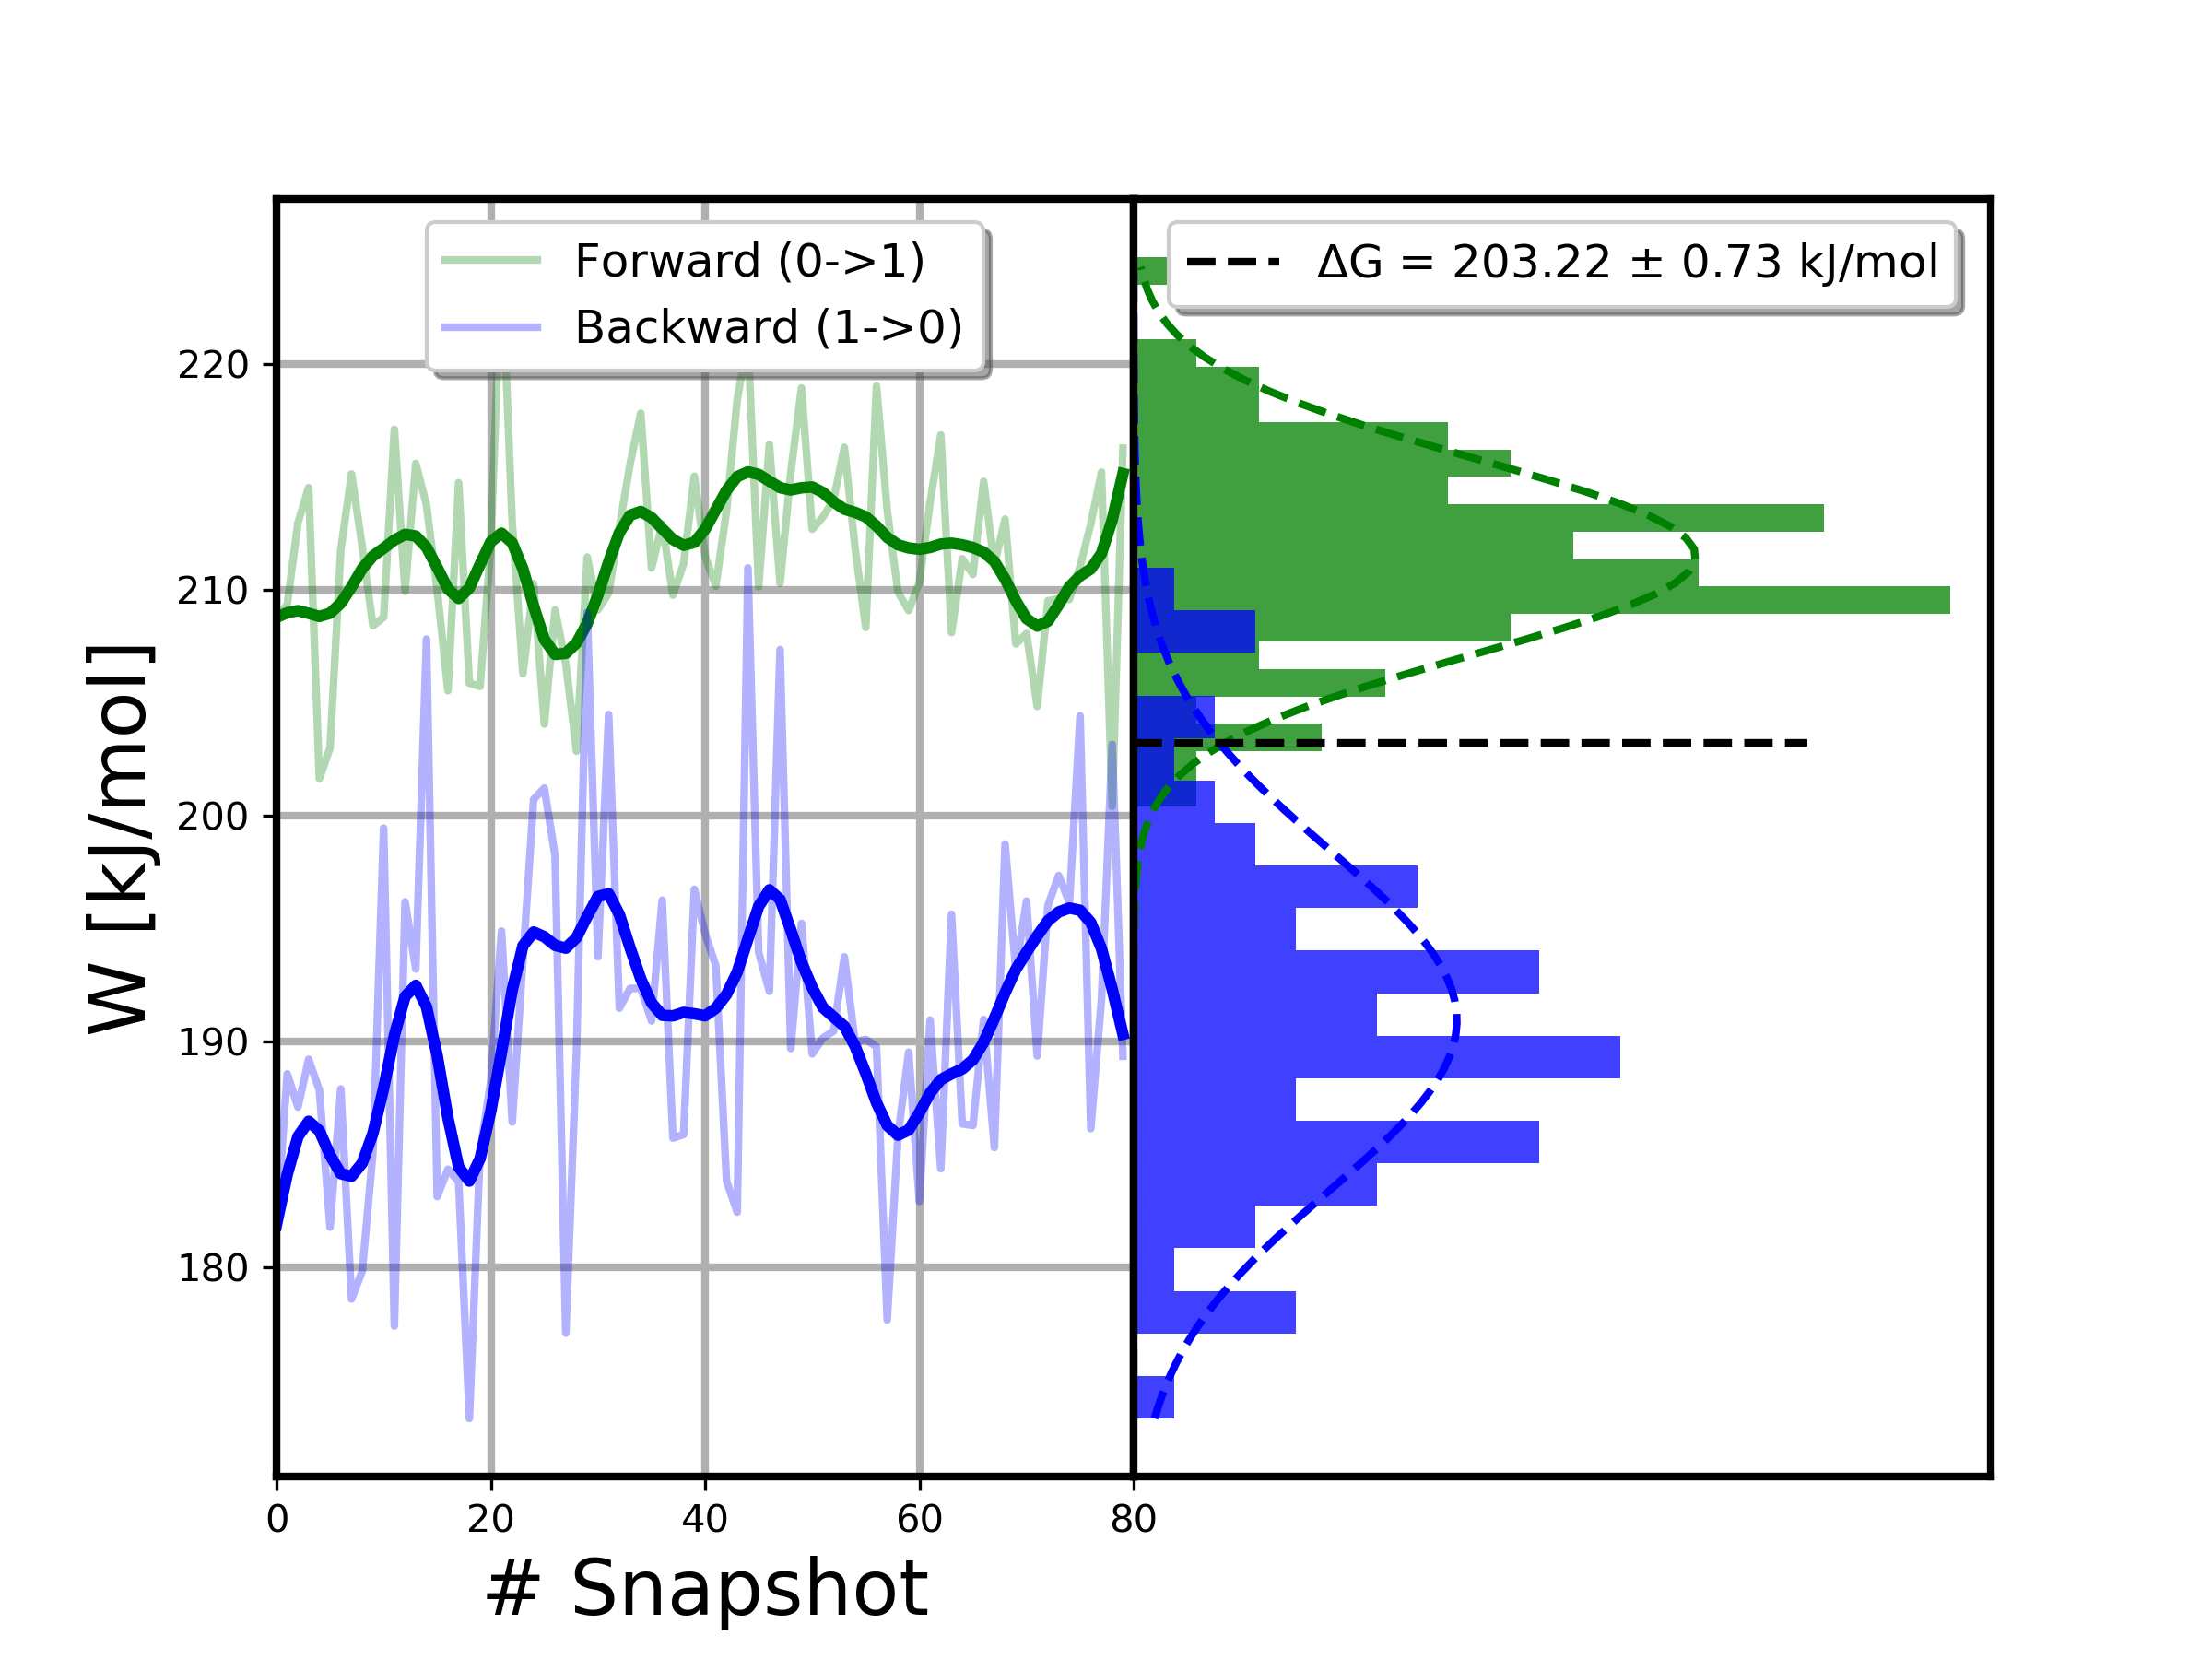 Forward (0->1)
Backward (1->0)
ΔG = 203.22 ± 0.73 kJ/mol
W [kJ/mol]
220
210
200
190
180
0 20 40 60 80
# Snapshot